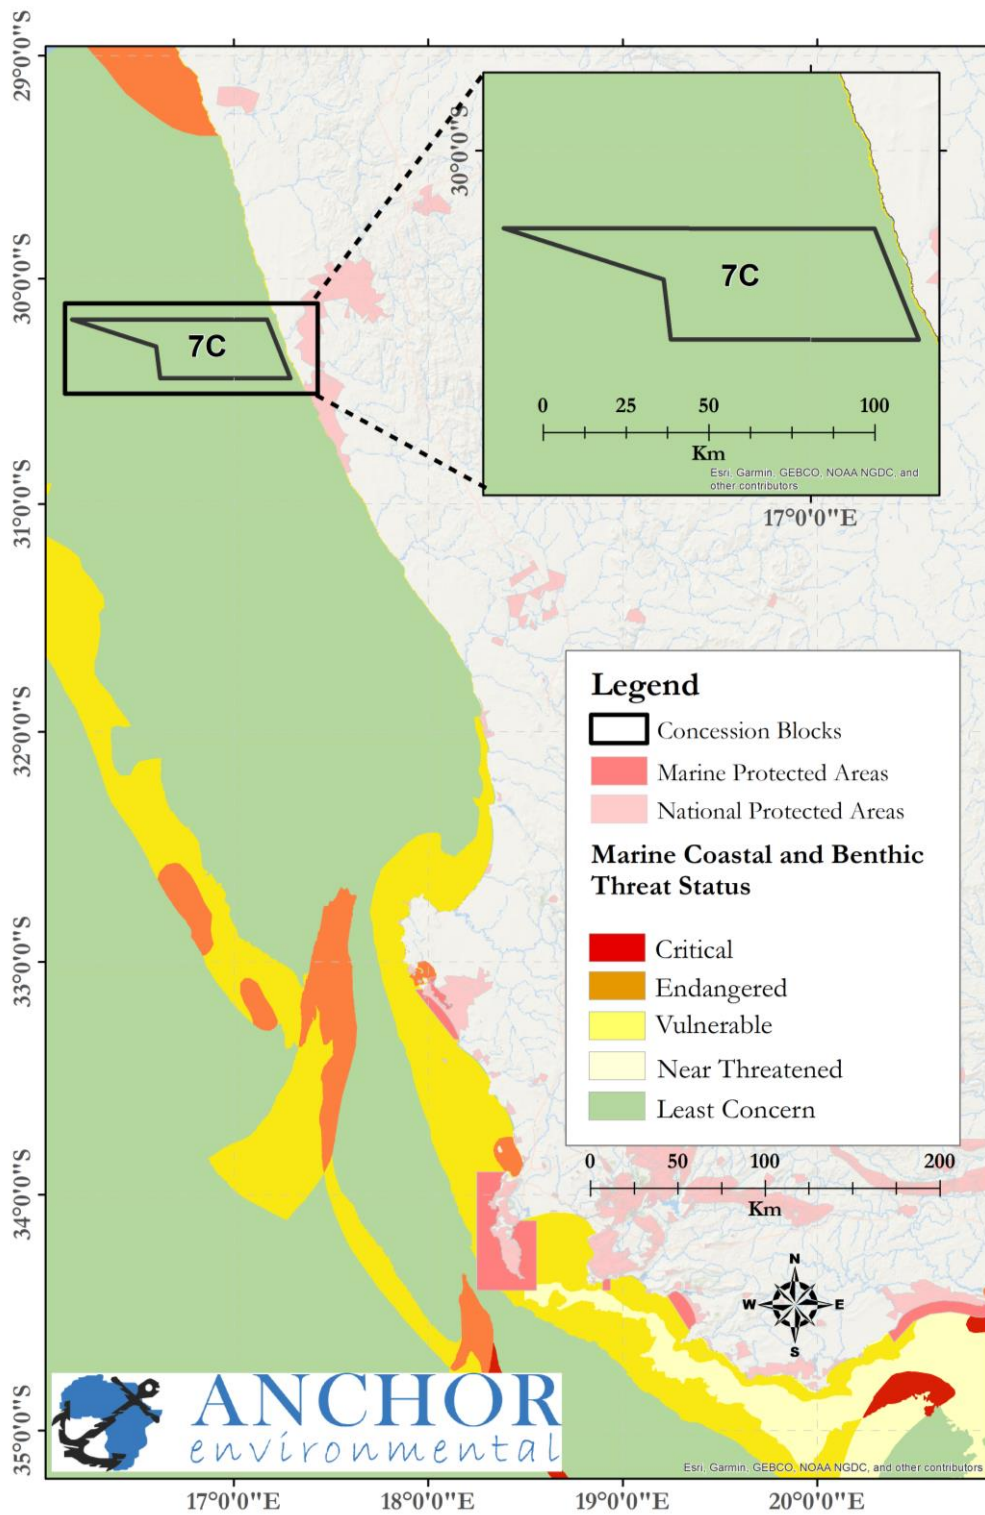 29°0'0"S
30°0'0"S
31°0'0"S
32°0'0"S
33°0'0"S
34°0'0"S
35°0'0"S
7C
30°0'0"S
7C
0 25 50 100
Km
Esri, Garmin, GEBCO, NOAA NGDC, and
other contributors
17°0'0"E
Legend
Concession Blocks
Marine Protected Areas
National Protected Areas
Marine Coastal and Benthic
Threat Status
Critical
Endangered
Vulnerable
Near Threatened
Least Concern
0 50 100 200
Km
N
W E
S
ANCHOR
environmental
Esri, Garmin, GEBCO, NOAA NGDC, and other contributors
17°0'0"E 18°0'0"E 19°0'0"E 20°0'0"E